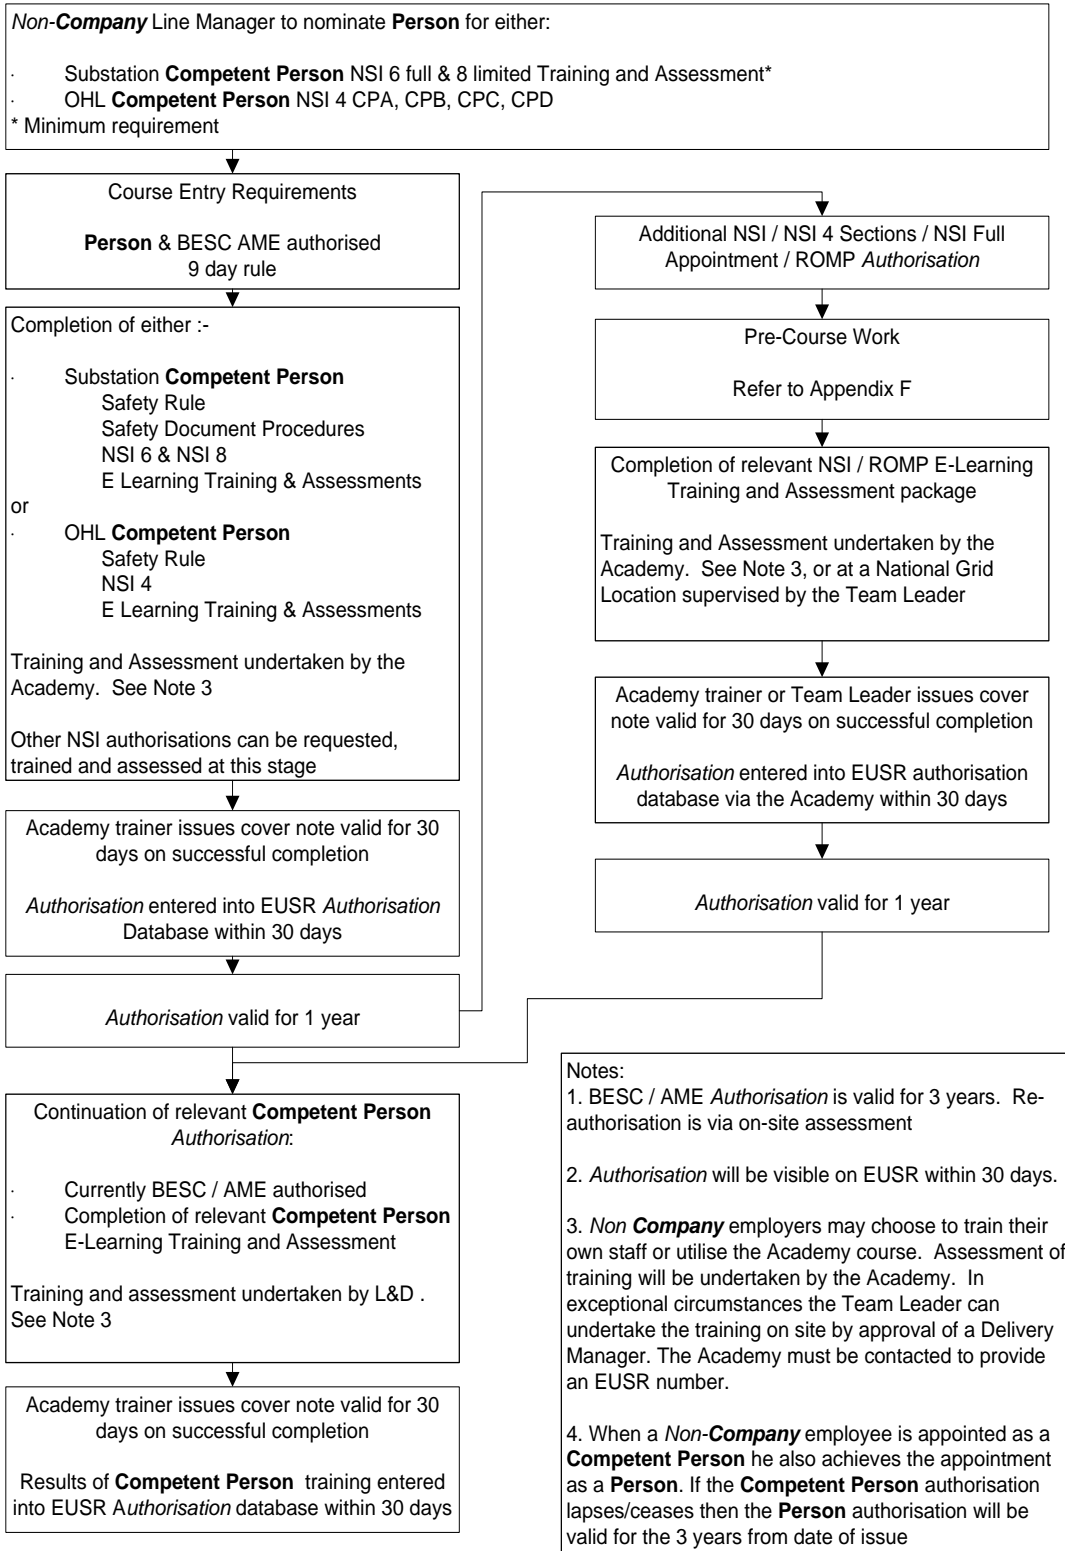 Non-Company Line Manager to nominate Person for either:
· Substation Competent Person NSI 6 full & 8 limited Training and Assessment*
· OHL Competent Person NSI 4 CPA, CPB, CPC, CPD
* Minimum requirement
Course Entry Requirements
Person & BESC AME authorised
9 day rule
Completion of either :-
· Substation Competent Person
Safety Rule
Safety Document Procedures
NSI 6 & NSI 8
E Learning Training & Assessments
or
· OHL Competent Person
Safety Rule
NSI 4
E Learning Training & Assessments
Training and Assessment undertaken by the
Academy. See Note 3
Other NSI authorisations can be requested,
trained and assessed at this stage
Academy trainer issues cover note valid for 30
days on successful completion
Authorisation entered into EUSR Authorisation
Database within 30 days
Authorisation valid for 1 year
Additional NSI / NSI 4 Sections / NSI Full
Appointment / ROMP Authorisation
Pre-Course Work
Refer to Appendix F
Completion of relevant NSI / ROMP E-Learning
Training and Assessment package
Training and Assessment undertaken by the
Academy. See Note 3, or at a National Grid
Location supervised by the Team Leader
Academy trainer or Team Leader issues cover
note valid for 30 days on successful completion
Authorisation entered into EUSR authorisation
database via the Academy within 30 days
Authorisation valid for 1 year
Continuation of relevant Competent Person
Authorisation:
· Currently BESC / AME authorised
· Completion of relevant Competent Person
E-Learning Training and Assessment
Training and assessment undertaken by L&D .
See Note 3
Academy trainer issues cover note valid for 30
days on successful completion
Results of Competent Person training entered
into EUSR Authorisation database within 30 days
Notes:
1. BESC / AME Authorisation is valid for 3 years. Re-
authorisation is via on-site assessment
2. Authorisation will be visible on EUSR within 30 days.
3. Non Company employers may choose to train their
own staff or utilise the Academy course. Assessment of
training will be undertaken by the Academy. In
exceptional circumstances the Team Leader can
undertake the training on site by approval of a Delivery
Manager. The Academy must be contacted to provide
an EUSR number.
4. When a Non-Company employee is appointed as a
Competent Person he also achieves the appointment
as a Person. If the Competent Person authorisation
lapses/ceases then the Person authorisation will be
valid for the 3 years from date of issue